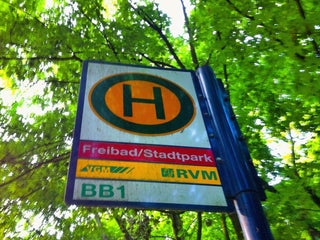 H
Freibad/Stadtpark
VGM RVM
BB1